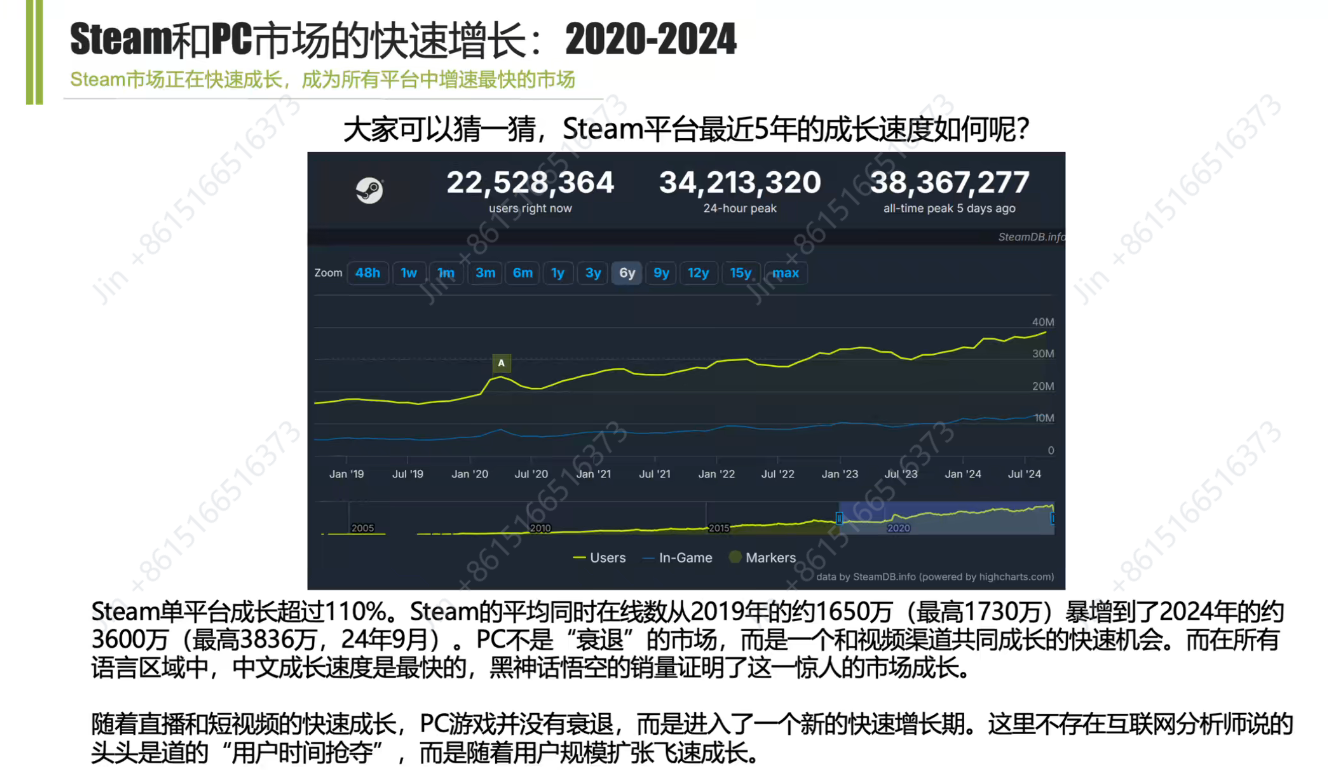 Steam和PC市场的快速增长：2020-2024
Steam市场正在快速成长，成为所有平台中增速最快的市场
大家可以猜一猜，Steam平台最近5年的成长速度如何呢？
22,528,364 34,213,320 38,367,277
users right now 24-hour peak all-time peak 5 days ago
SteamDB.info
Zoom 48h 1w 1m 3m 6m 1y 3y 6y 9y 12y 15y max
40M
A
30M
20M
10M
0
Jan '19 Jul '19 Jan '20 Jul '20 Jan '21 Jul '21 Jan '22 Jul '22 Jan '23 Jul '23 Jan '24 Jul '24
2005 2010 2015 2020
Users In-Game Markers
data by SteamDB.info (powered by highcharts.com)
Steam单平台成长超过110%。Steam的平均同时在线数从2019年的约1650万（最高1730万）暴增到了2024年的约
3600万（最高3836万，24年9月）。PC不是“衰退”的市场，而是一个和视频渠道共同成长的快速机会。而在所有
语言区域中，中文成长速度是最快的，黑神话悟空的销量证明了这一惊人的市场成长。
随着直播和短视频的快速成长，PC游戏并没有衰退，而是进入了一个新的快速增长期。这里不存在互联网分析师说的
头头是道的“用户时间抢夺”，而是随着用户规模扩张飞速成长。
Jin +8615166516373
Jin +8615166516373
Jin +8615166516373
Jin +8615166516373
Jin +8615166516373
Jin +8615166516373
Jin +8615166516373
Jin +8615166516373